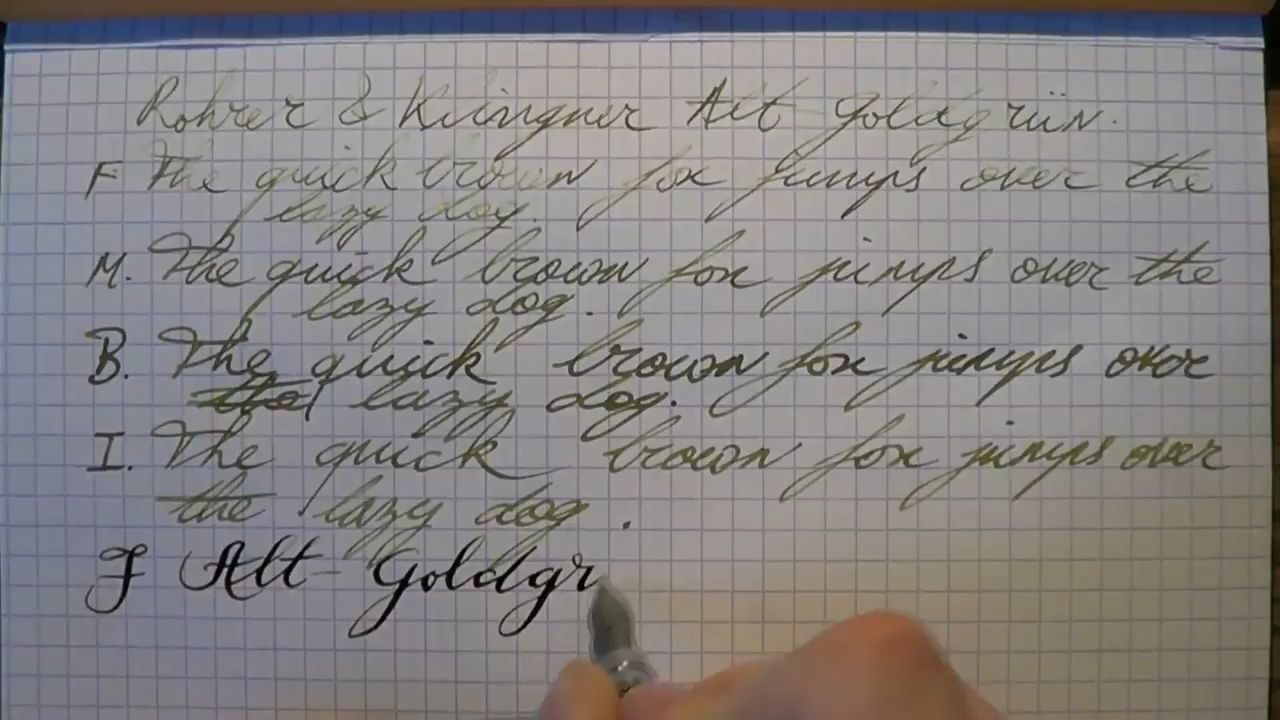 Rohrer & Klingner Alt Goldgrün.
F The quick brown fox jumps over the
lazy dog.
M. The quick brown fox jumps over the
lazy dog.
B. The quick brown fox jumps over
the lazy dog.
I. The quick brown fox jumps over
the lazy dog.
F Alt-Goldgr